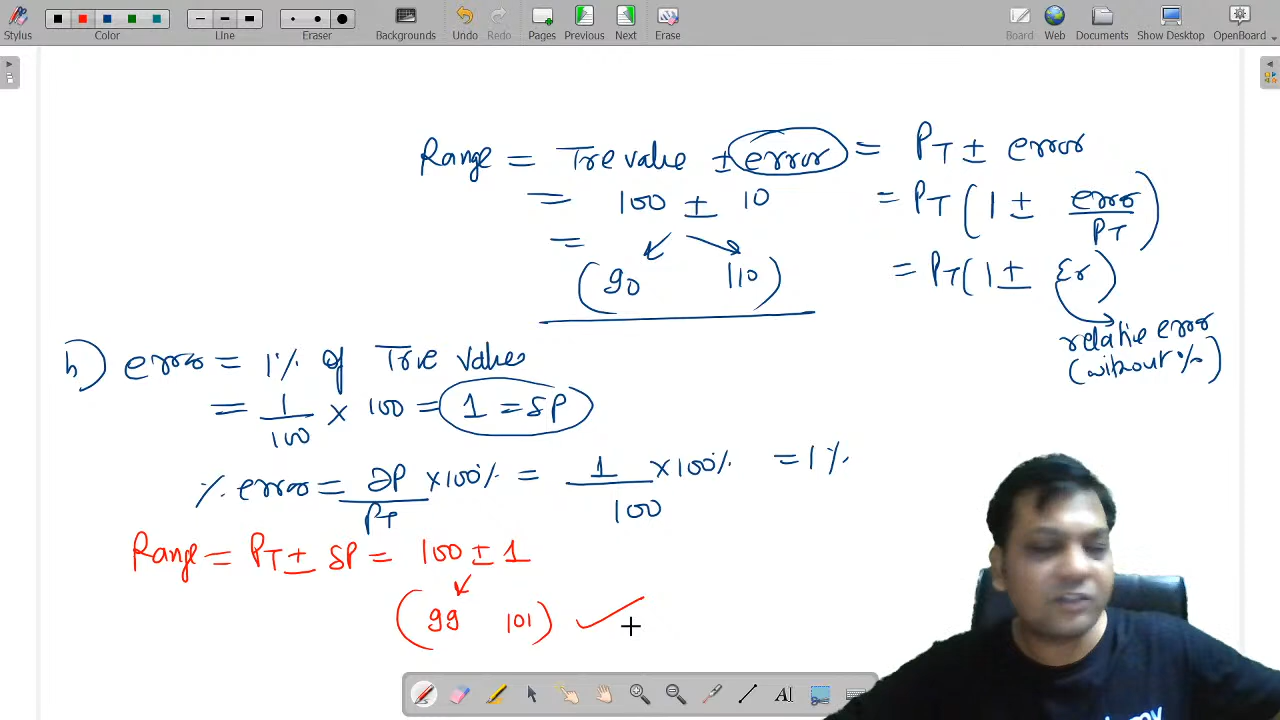 Stylus
Color
Line
Eraser
Backgrounds
Undo
Redo
Pages
Previous
Next
Erase
Board
Web
Documents
Show Desktop
OpenBoard
Range = Tre value ± error = PT ± error
= 100 ± 10 = PT (1 ± error/PT)
= (90 110) = PT (1 ± εr)
relative error
(without %)
b) error = 1% of True Value
= 1/100 × 100 = 1 = δP
% error = ∂P/PT × 100% = 1/100 × 100% = 1%
Range = PT ± δP = 100 ± 1
(99 101) ✓